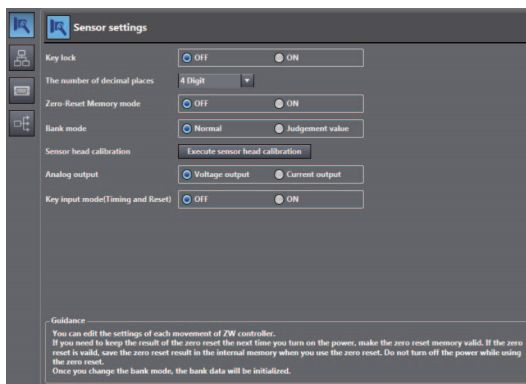 Sensor settings
Key lock OFF ON
The number of decimal places 4 Digit
Zero-Reset Memory mode OFF ON
Bank mode Normal Judgement value
Sensor head calibration Execute sensor head calibration
Analog output Voltage output Current output
Key input mode(Timing and Reset) OFF ON
Guidance
You can edit the settings of each movement of ZW controller.
If you need to keep the result of the zero reset the next time you turn on the power, make the zero reset memory valid. If the zero
reset is vaild, save the zero reset result in the internal memory when you use the zero reset. Do not turn off the power while using
the zero reset.
Once you change the bank mode, the bank data will be initialized.